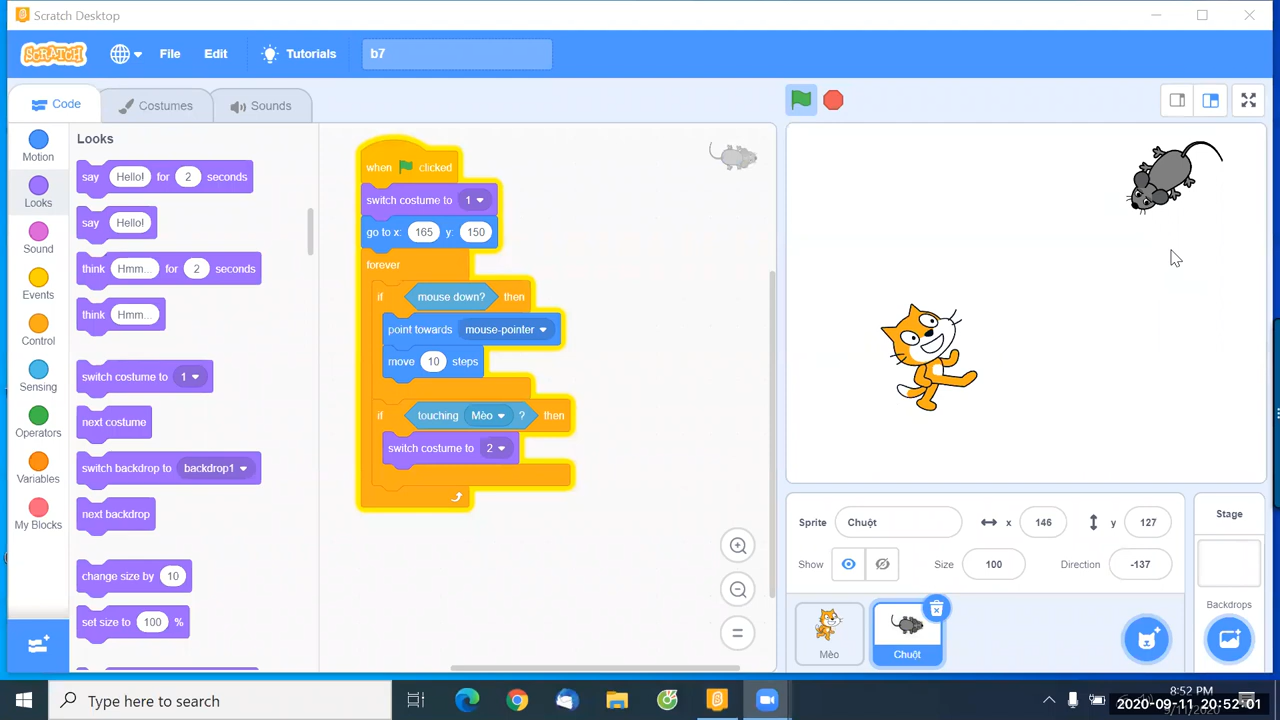 Scratch Desktop
SCRATCH
File
Edit
Tutorials
b7
Code
Costumes
Sounds
Motion
Looks
Sound
Events
Control
Sensing
Operators
Variables
My Blocks
Looks
say Hello! for 2 seconds
say Hello!
think Hmm... for 2 seconds
think Hmm...
switch costume to 1
next costume
switch backdrop to backdrop1
next backdrop
change size by 10
set size to 100 %
when clicked
switch costume to 1
go to x: 165 y: 150
forever
if mouse down? then
point towards mouse-pointer
move 10 steps
if touching Mèo ? then
switch costume to 2
Sprite Chuột x 146 y 127
Show Size 100 Direction -137
Mèo
Chuột
Stage
Backdrops
Type here to search
8:52 PM
2020-09-11 20:52:01